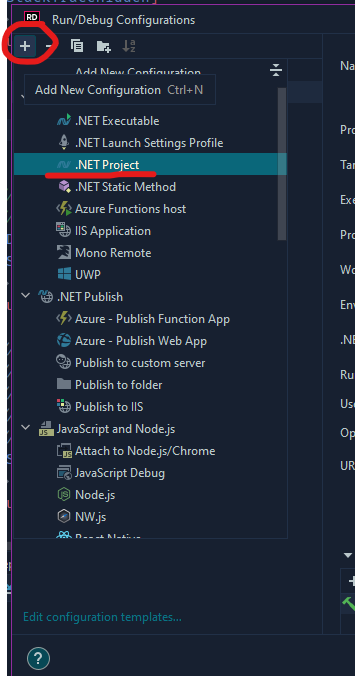 RD Run/Debug Configurations
Na
Add New Configuration
Add New Configuration Ctrl+N
.NET Executable
Pro
.NET Launch Settings Profile
.NET Project
Tar
.NET Static Method
Exe
Azure Functions host
IIS Application
Pro
Mono Remote
UWP
Wo
.NET Publish
Env
Azure - Publish Function App
Azure - Publish Web App
.NE
Publish to custom server
Publish to folder
Ru
Publish to IIS
Use
JS JavaScript and Node.js
Op
Attach to Node.js/Chrome
UR
JavaScript Debug
Node.js
NW.js
React Native
Edit configuration templates...
?